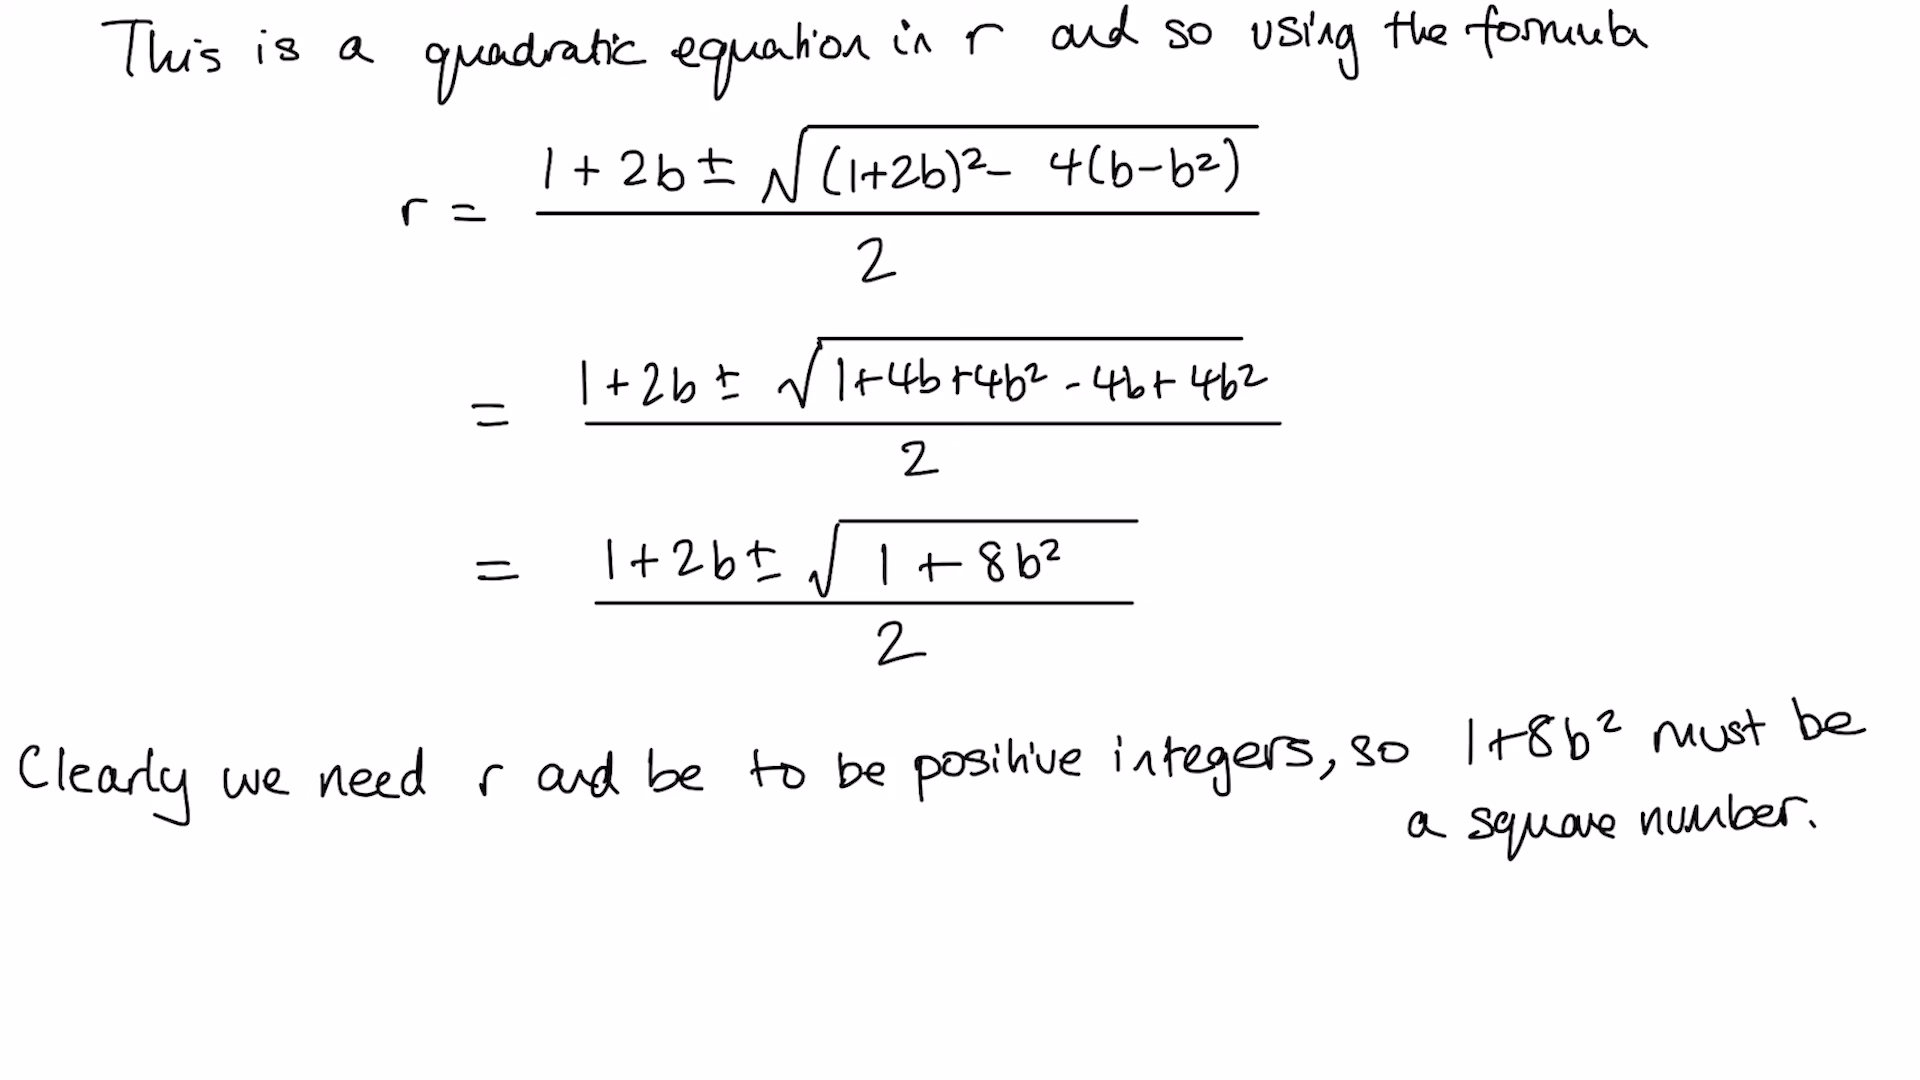 This is a quadratic equation in r and so using the formula
r = (1 + 2b ± √((1+2b)² - 4(b-b²))) / 2
= (1 + 2b ± √(1+4b+4b² - 4b + 4b²)) / 2
= (1 + 2b ± √(1 + 8b²)) / 2
Clearly we need r and be to be positive integers, so 1+8b² must be
a square number.